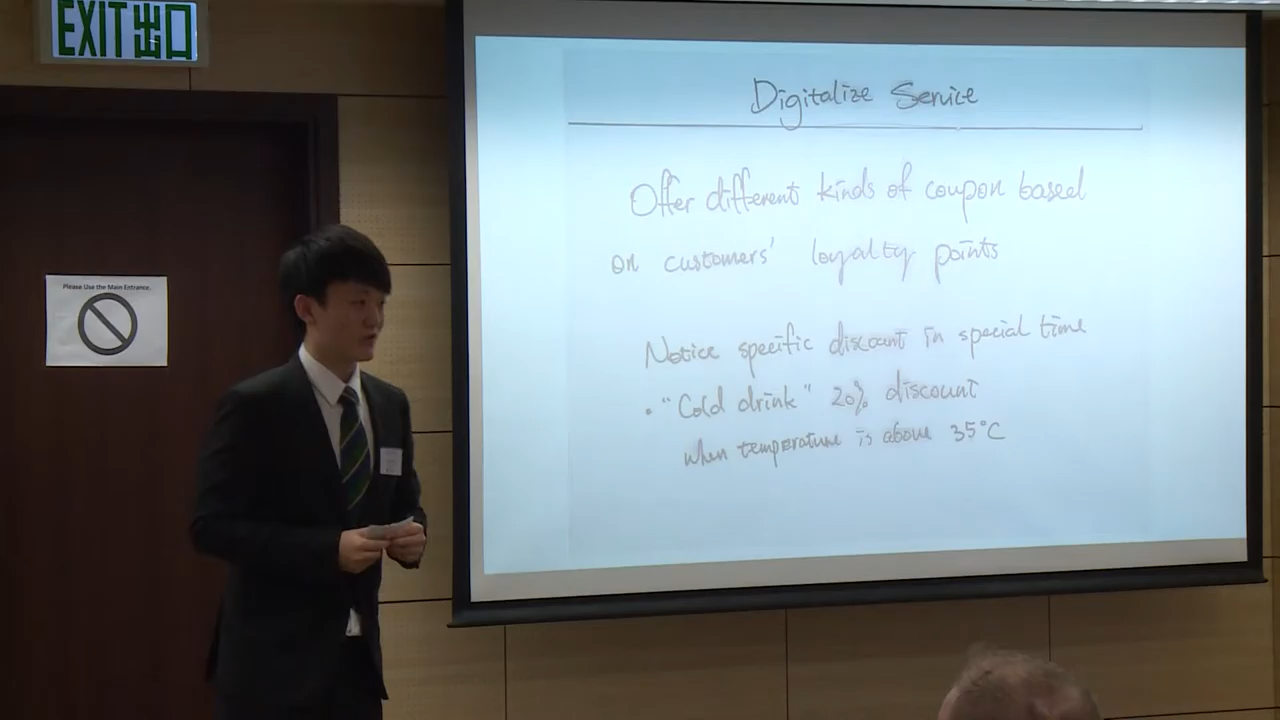 EXIT 出口
Please Use the Main Entrance.
Digitalize Service
Offer different kinds of coupon based
on customers' loyalty points
Notice specific discount in special time
• "Cold drink" 20% discount
when temperature is above 35°C